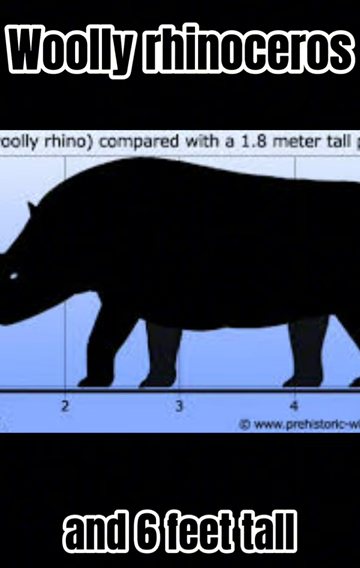 Woolly rhinoceros
oolly rhino) compared with a 1.8 meter tall
2 3 4
© www.prehistoric-wi
and 6 feet tall